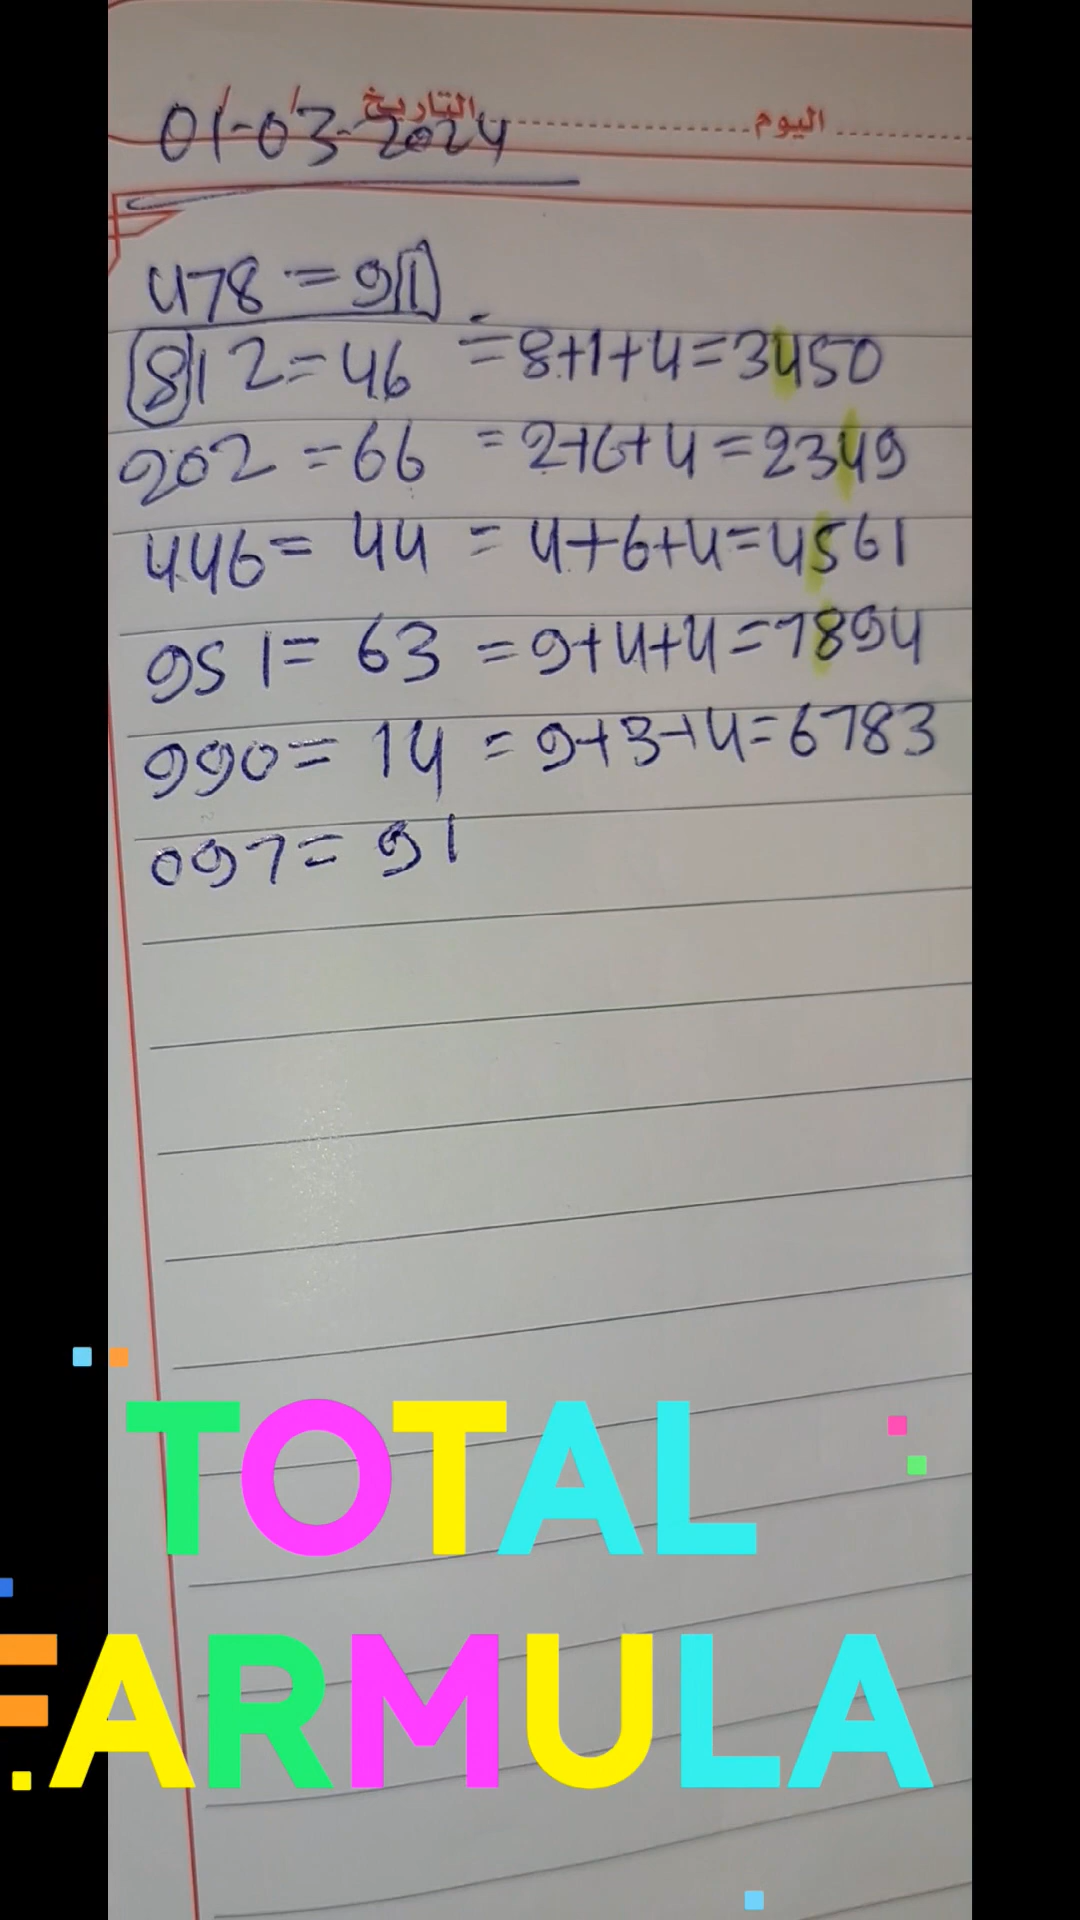 اليوم ............ التاريخ ............
01-03-2024
478 = 91
812 = 46 = 8+1+4 = 3450
202 = 66 = 2+6+4 = 2349
446 = 44 = 4+6+4 = 4561
951 = 63 = 9+4+4 = 7894
990 = 14 = 9+3+4 = 6783
097 = 91
TOTAL
FARMULA